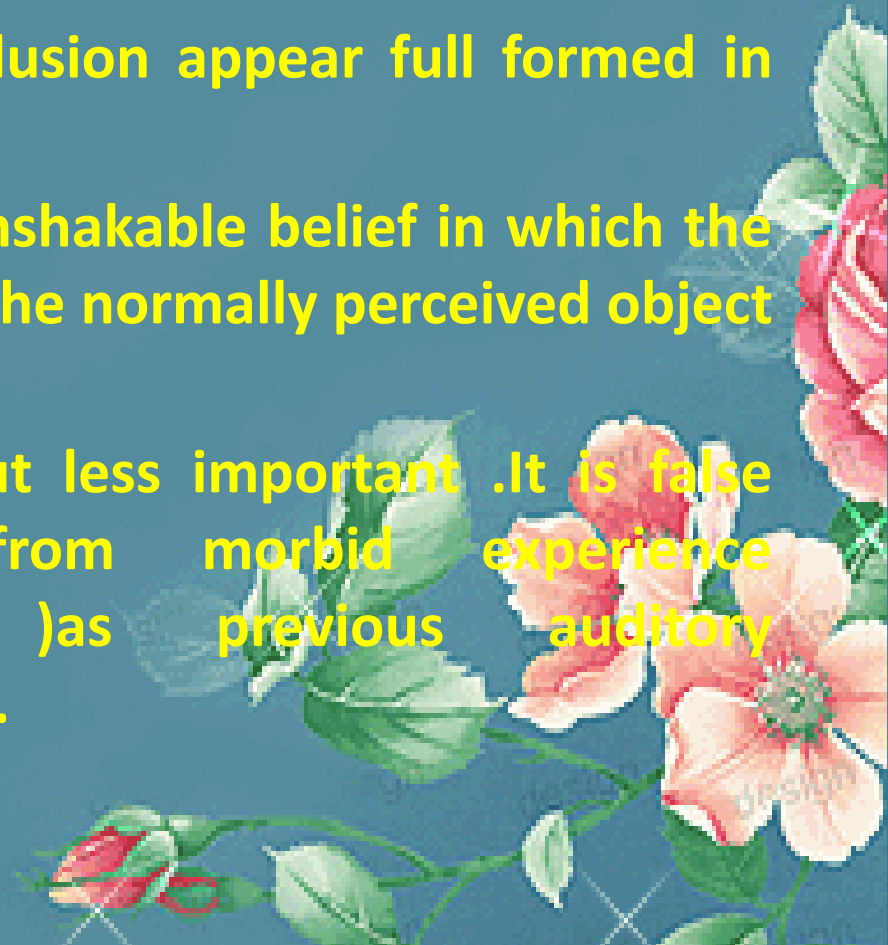 lusion appear full formed in
nshakable belief in which the
he normally perceived object
ut less important .It is false
from morbid experience
)as previous auditory
.
design